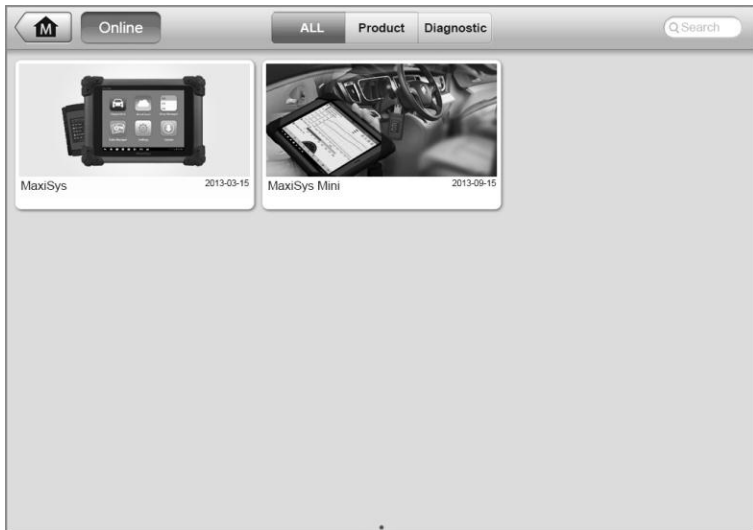 M
Online
ALL
Product
Diagnostic
Search
MaxiSys
2013-03-15
MaxiSys Mini
2013-09-15